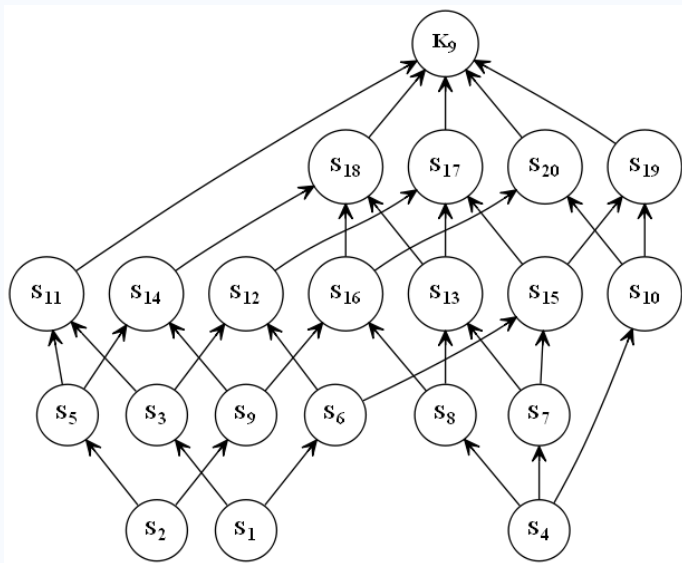 K₉
S₁₈ S₁₇ S₂₀ S₁₉
S₁₁ S₁₄ S₁₂ S₁₆ S₁₃ S₁₅ S₁₀
S₅ S₃ S₉ S₆ S₈ S₇
S₂ S₁ S₄